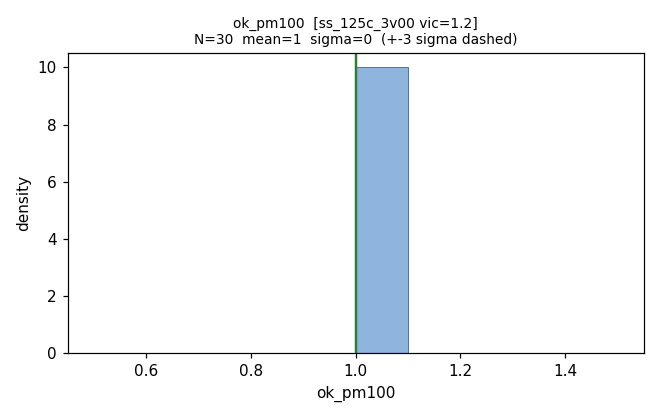 ok_pm100  [ss_125c_3v00 vic=1.2]
N=30  mean=1  sigma=0  (+-3 sigma dashed)
10
8
6
4
2
0
density
0.6
0.8
1.0
1.2
1.4
ok_pm100